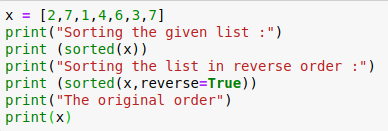 x = [2,7,1,4,6,3,7]
print("Sorting the given list :")
print (sorted(x))
print("Sorting the list in reverse order :")
print (sorted(x,reverse=True))
print("The original order")
print(x)